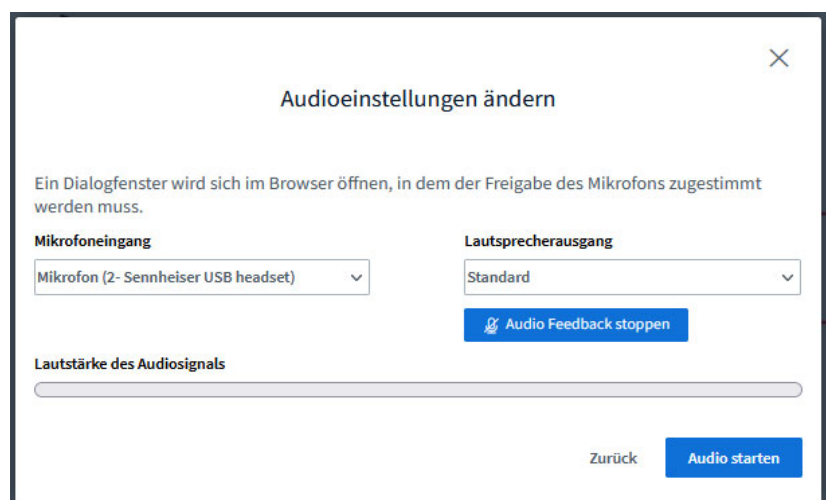 Audioeinstellungen ändern
Ein Dialogfenster wird sich im Browser öffnen, in dem der Freigabe des Mikrofons zugestimmt
werden muss.
Mikrofoneingang
Lautsprecherausgang
Mikrofon (2- Sennheiser USB headset)
Standard
Audio Feedback stoppen
Lautstärke des Audiosignals
Zurück
Audio starten